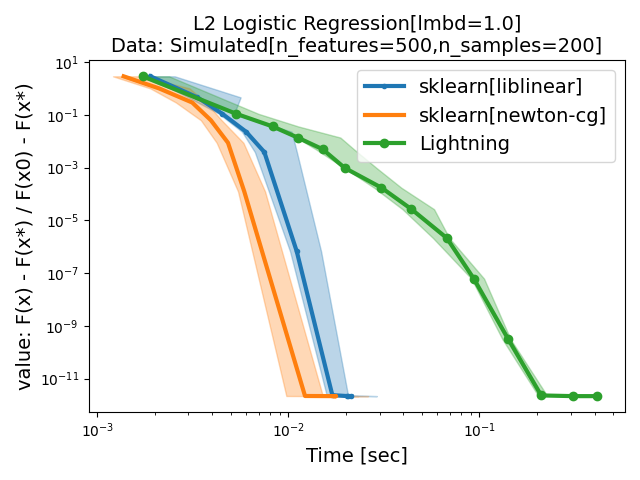 L2 Logistic Regression[lmbd=1.0]
Data: Simulated[n_features=500,n_samples=200]
value: F(x) - F(x*) / F(x0) - F(x*)
10¹
10⁻¹
10⁻³
10⁻⁵
10⁻⁷
10⁻⁹
10⁻¹¹
sklearn[liblinear]
sklearn[newton-cg]
Lightning
10⁻³
10⁻²
10⁻¹
Time [sec]